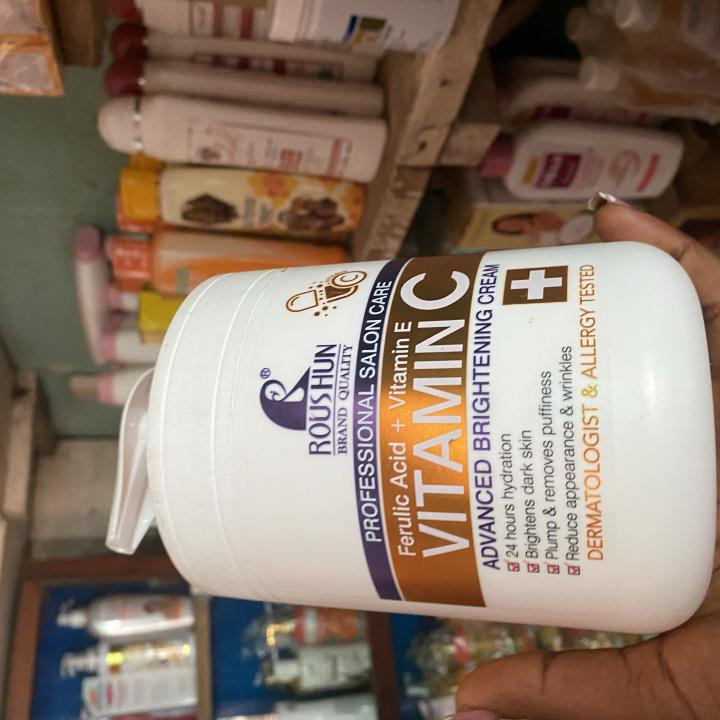 ROUSHUN
BRAND QUALITY
PROFESSIONAL SALON CARE
Ferulic Acid + Vitamin E
VITAMIN C
ADVANCED BRIGHTENING CREAM
24 hours hydration
Brightens dark skin
Plump & removes puffiness
Reduce appearance & wrinkles
DERMATOLOGIST & ALLERGY TESTED